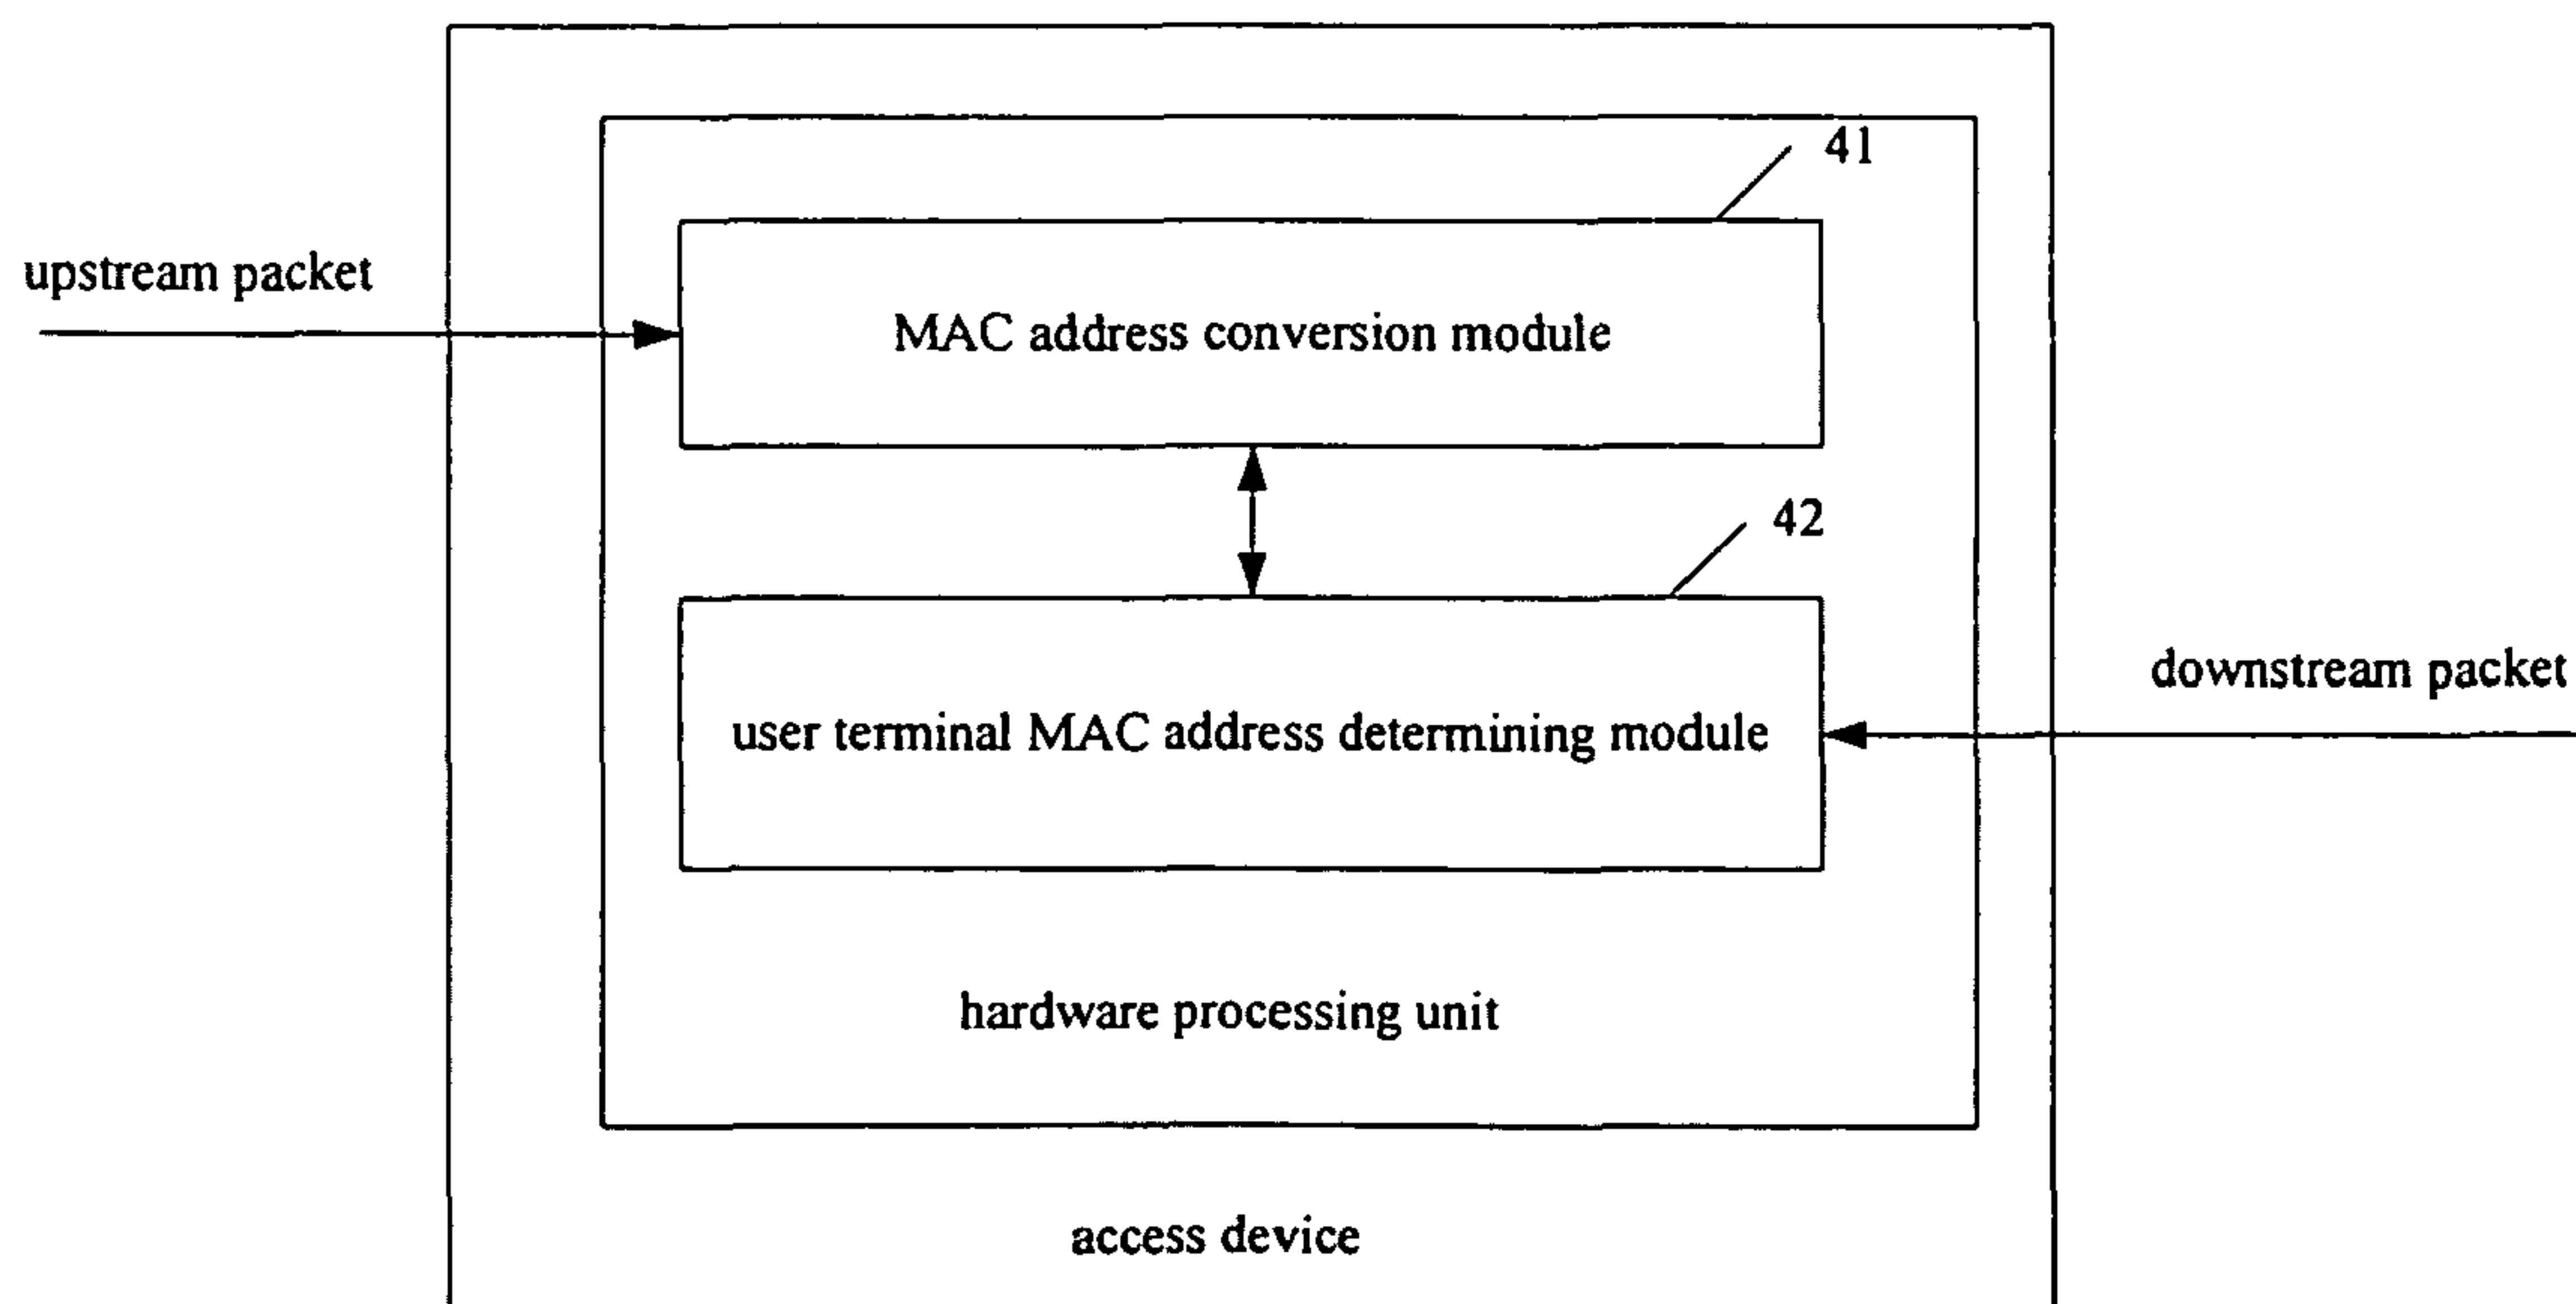 41
upstream packet
MAC address conversion module
42
downstream packet
user terminal MAC address determining module
hardware processing unit
access device